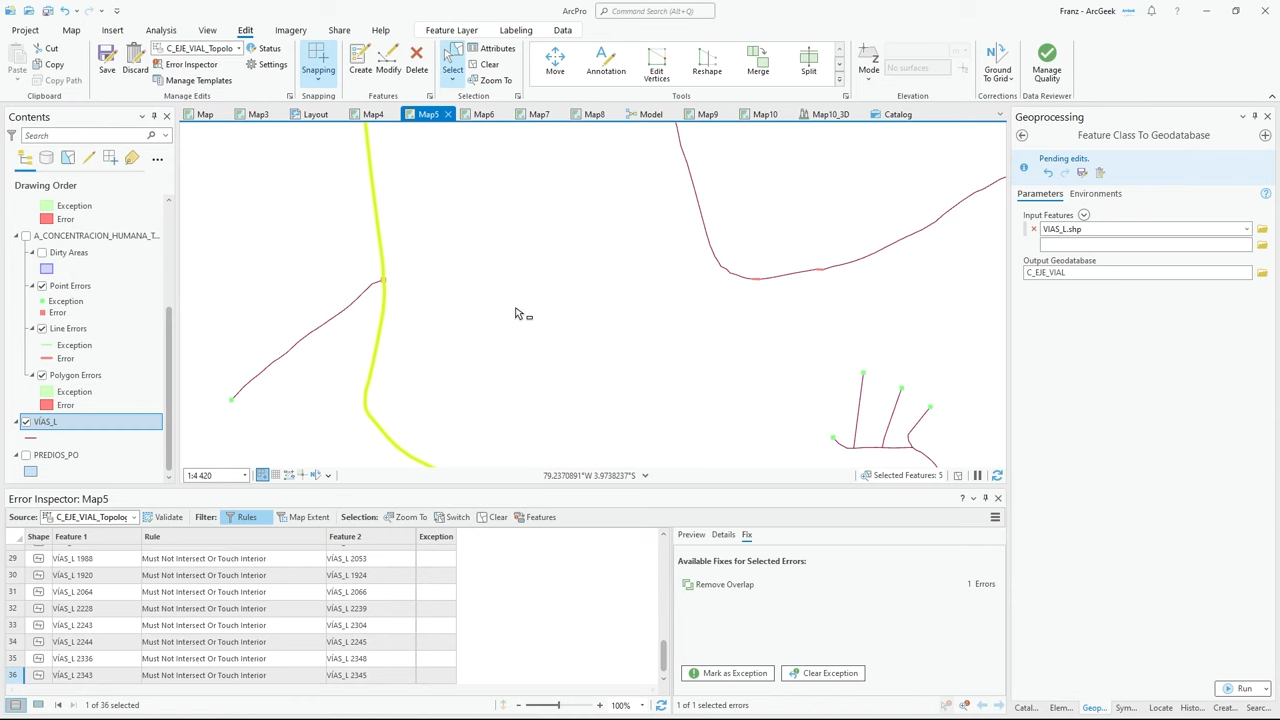 ArcPro
Command Search (Alt+Q)
Franz - ArcGeek
Project
Map
Insert
Analysis
View
Edit
Imagery
Share
Help
Feature Layer
Labeling
Data
Paste
Cut
Copy
Copy Path
Clipboard
Save
Discard
C_EJE_VIAL_Topolo
Error Inspector
Manage Templates
Status
Settings
Manage Edits
Snapping
Snapping
Create
Modify
Delete
Features
Select
Attributes
Clear
Zoom To
Selection
Move
Annotation
Edit Vertices
Reshape
Merge
Split
Tools
Mode
No surfaces
Elevation
Ground To Grid
Corrections
Manage Quality
Data Reviewer
Contents
Search
Drawing Order
Exception
Error
A_CONCENTRACION_HUMANA_T...
Dirty Areas
Point Errors
Exception
Error
Line Errors
Exception
Error
Polygon Errors
Exception
Error
VÍAS_L
PREDIOS_PO
Map
Map3
Layout
Map4
Map5
Map6
Map7
Map8
Model
Map9
Map10
Map10_3D
Catalog
1:4 420
79.2370891°W 3.9738237°S
Selected Features: 5
Geoprocessing
Feature Class To Geodatabase
Pending edits.
Parameters
Environments
Input Features
VIAS_L.shp
Output Geodatabase
C_EJE_VIAL
Run
Catal...
Elem...
Geop...
Sym...
Locate
Histo...
Creat...
Searc...
Error Inspector: Map5
Source:
C_EJE_VIAL_Topolog
Validate
Filter:
Rules
Map Extent
Selection:
Zoom To
Switch
Clear
Features
Shape Feature 1 Rule Feature 2 Exception
29 VÍAS_L 1988 Must Not Intersect Or Touch Interior VÍAS_L 2053
30 VÍAS_L 1920 Must Not Intersect Or Touch Interior VÍAS_L 1924
31 VÍAS_L 2064 Must Not Intersect Or Touch Interior VÍAS_L 2066
32 VÍAS_L 2228 Must Not Intersect Or Touch Interior VÍAS_L 2239
33 VÍAS_L 2243 Must Not Intersect Or Touch Interior VÍAS_L 2304
34 VÍAS_L 2244 Must Not Intersect Or Touch Interior VÍAS_L 2245
35 VÍAS_L 2336 Must Not Intersect Or Touch Interior VÍAS_L 2348
36 VÍAS_L 2343 Must Not Intersect Or Touch Interior VÍAS_L 2345
1 of 36 selected
100%
Preview
Details
Fix
Available Fixes for Selected Errors:
Remove Overlap
1 Errors
Mark as Exception
Clear Exception
1 of 1 selected errors